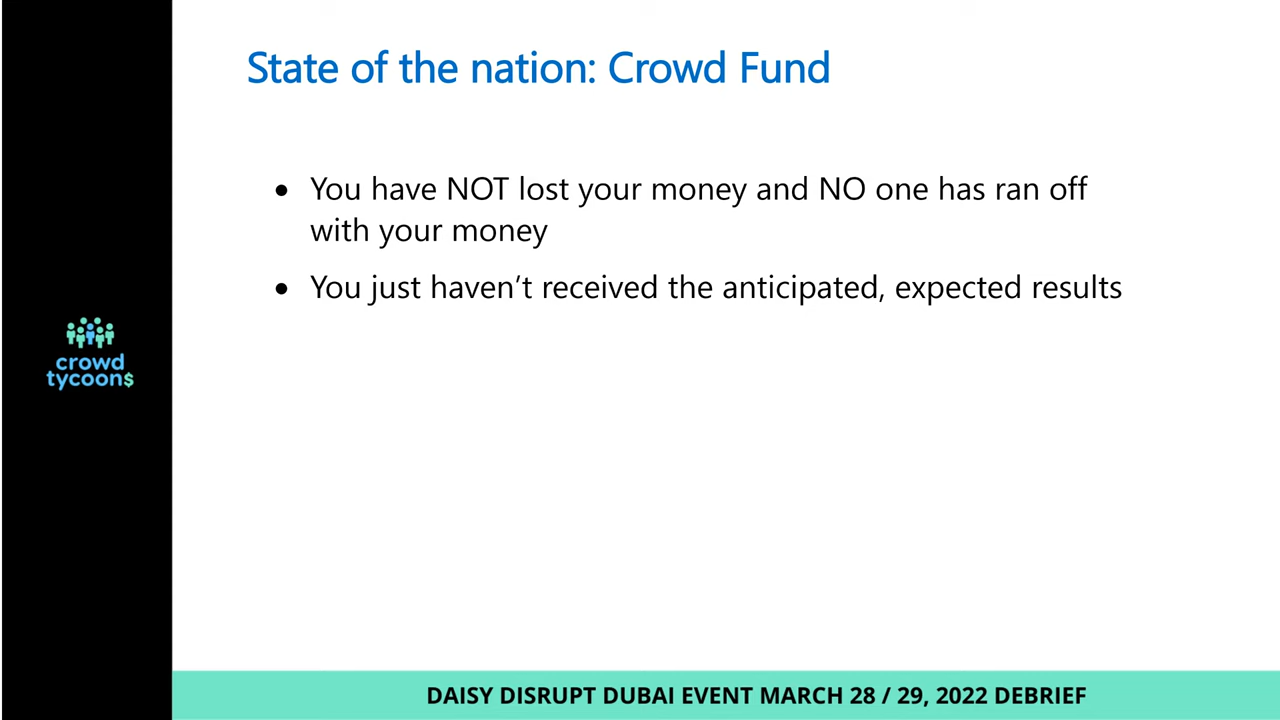 State of the nation: Crowd Fund
• You have NOT lost your money and NO one has ran off
with your money
• You just haven’t received the anticipated, expected results
crowd
tycoon$
DAISY DISRUPT DUBAI EVENT MARCH 28 / 29, 2022 DEBRIEF